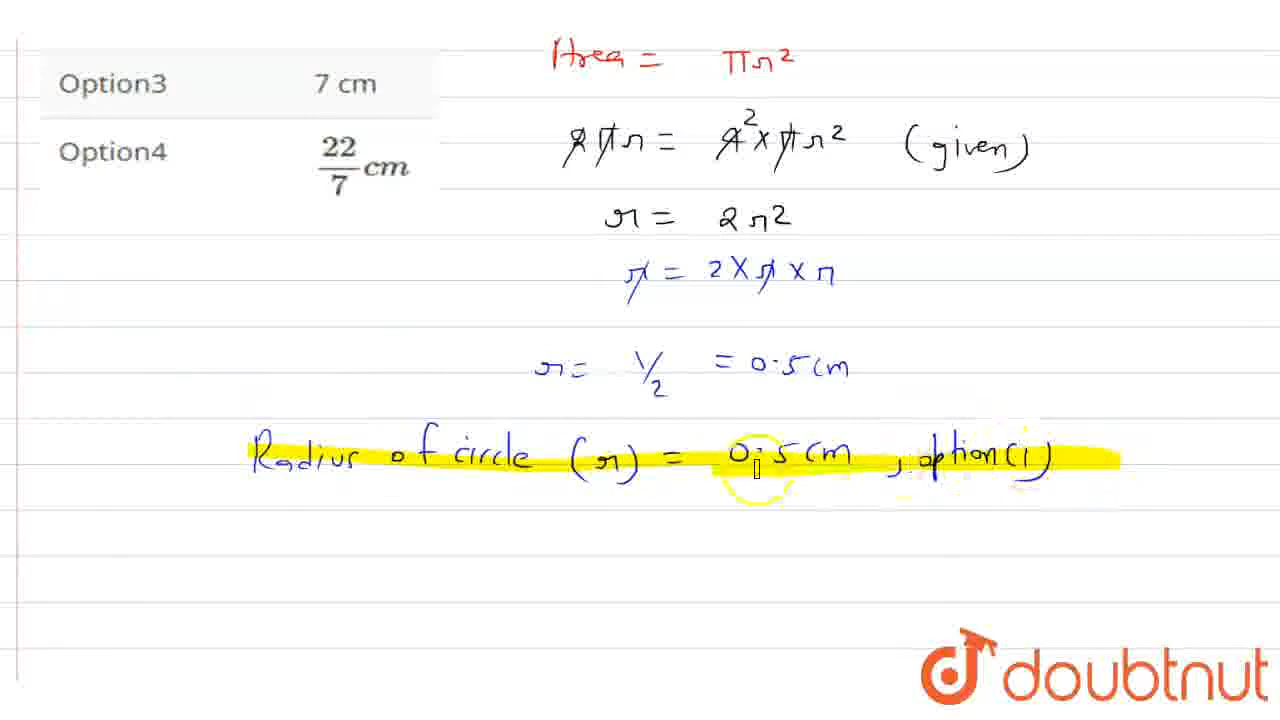 Option3 7 cm
Option4 22/7 cm
Area = πr²
2πr = 4² × πr² (given)
r = 2r²
r = 2 × r × r
r = 1/2 = 0.5 cm
Radius of circle (r) = 0.5 cm, option(1)
doubtnut